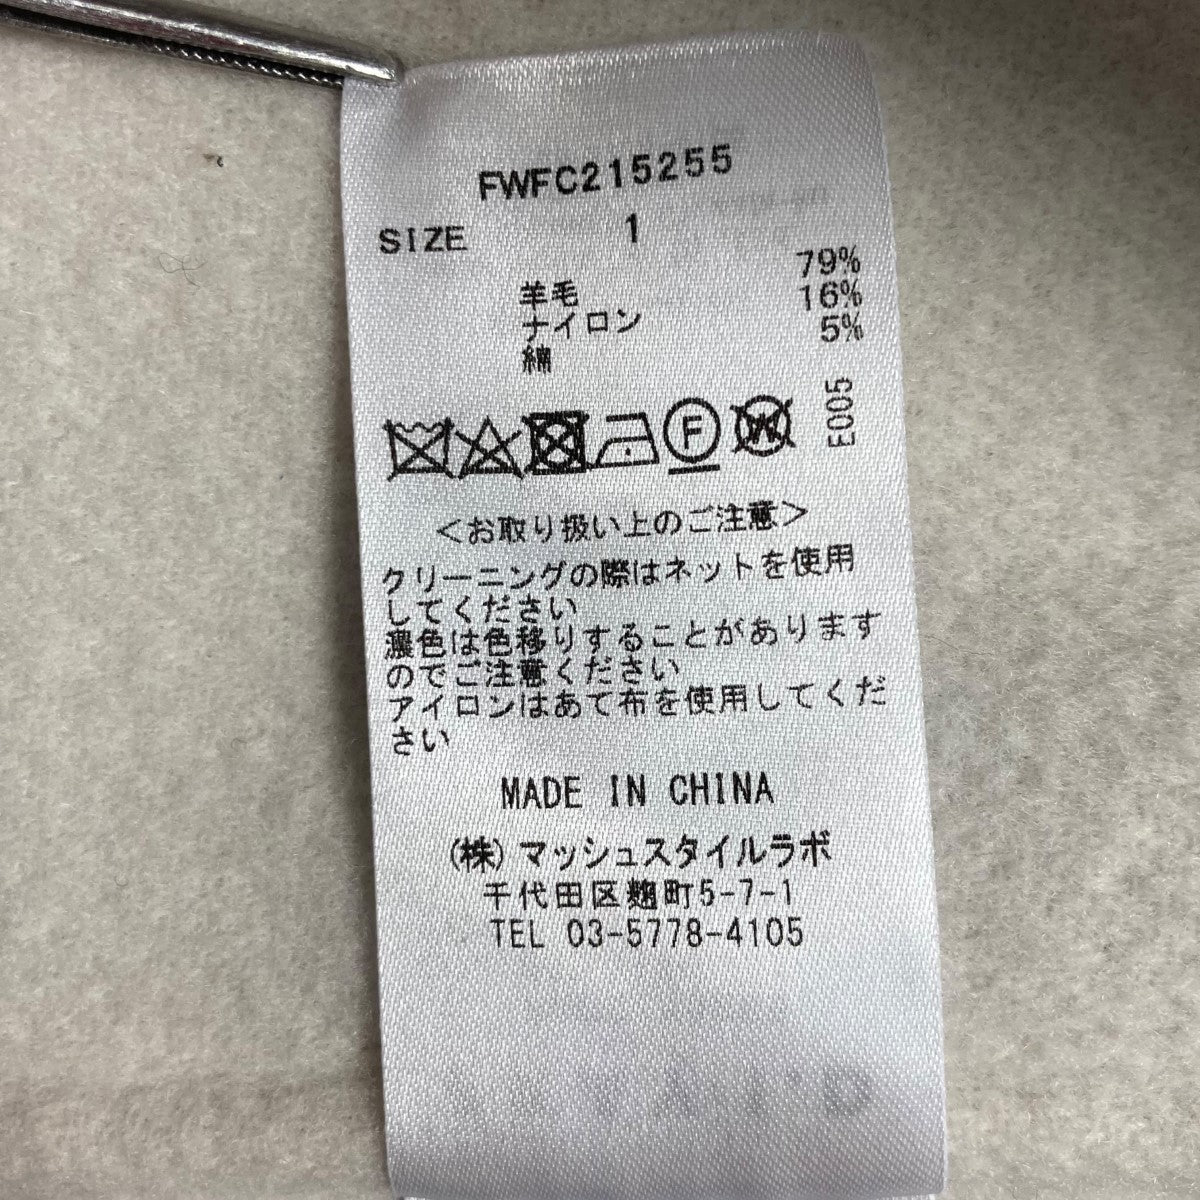 FWFC215255
SIZE 1
羊毛 79%
ナイロン 16%
綿 5%
E005
F
W
<お取り扱い上のご注意>
クリーニングの際はネットを使用
してください
濃色は色移りすることがあります
のでご注意ください
アイロンはあて布を使用してくだ
さい
MADE IN CHINA
(株)マッシュスタイルラボ
千代田区麹町5-7-1
TEL 03-5778-4105